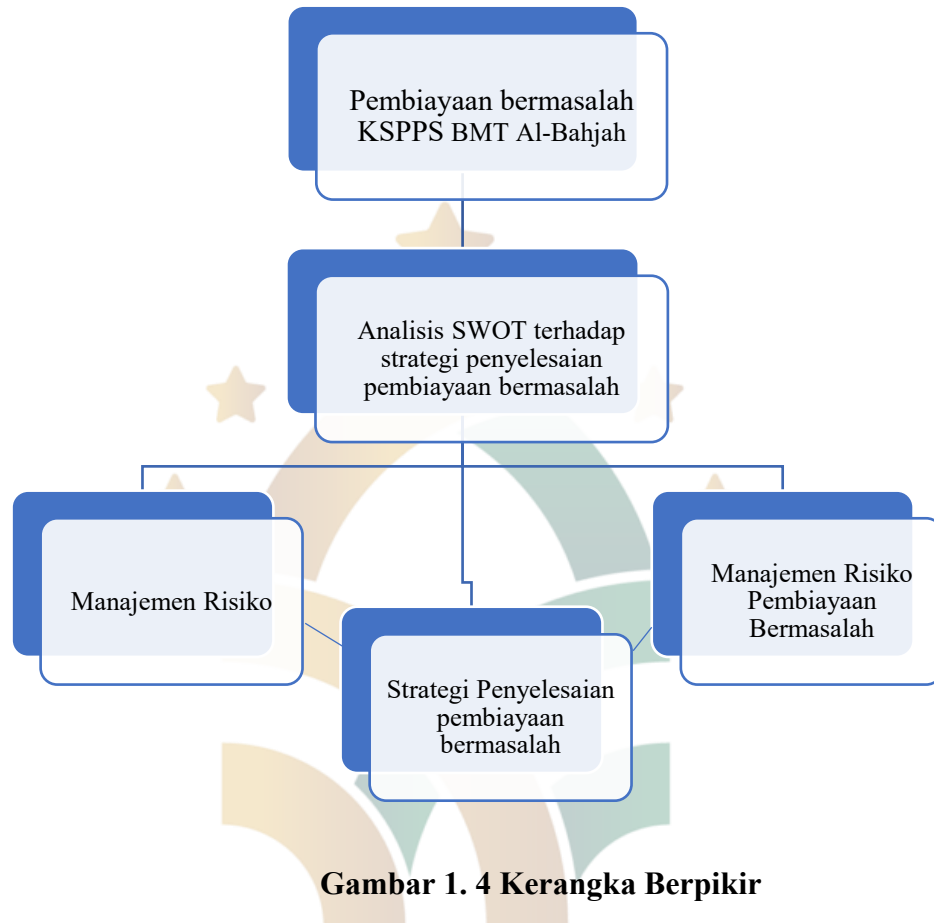 Pembiayaan bermasalah
KSPPS BMT Al-Bahjah
Analisis SWOT terhadap
strategi penyelesaian
pembiayaan bermasalah
Manajemen Risiko
Strategi Penyelesaian
pembiayaan
bermasalah
Manajemen Risiko
Pembiayaan
Bermasalah
Gambar 1. 4 Kerangka Berpikir